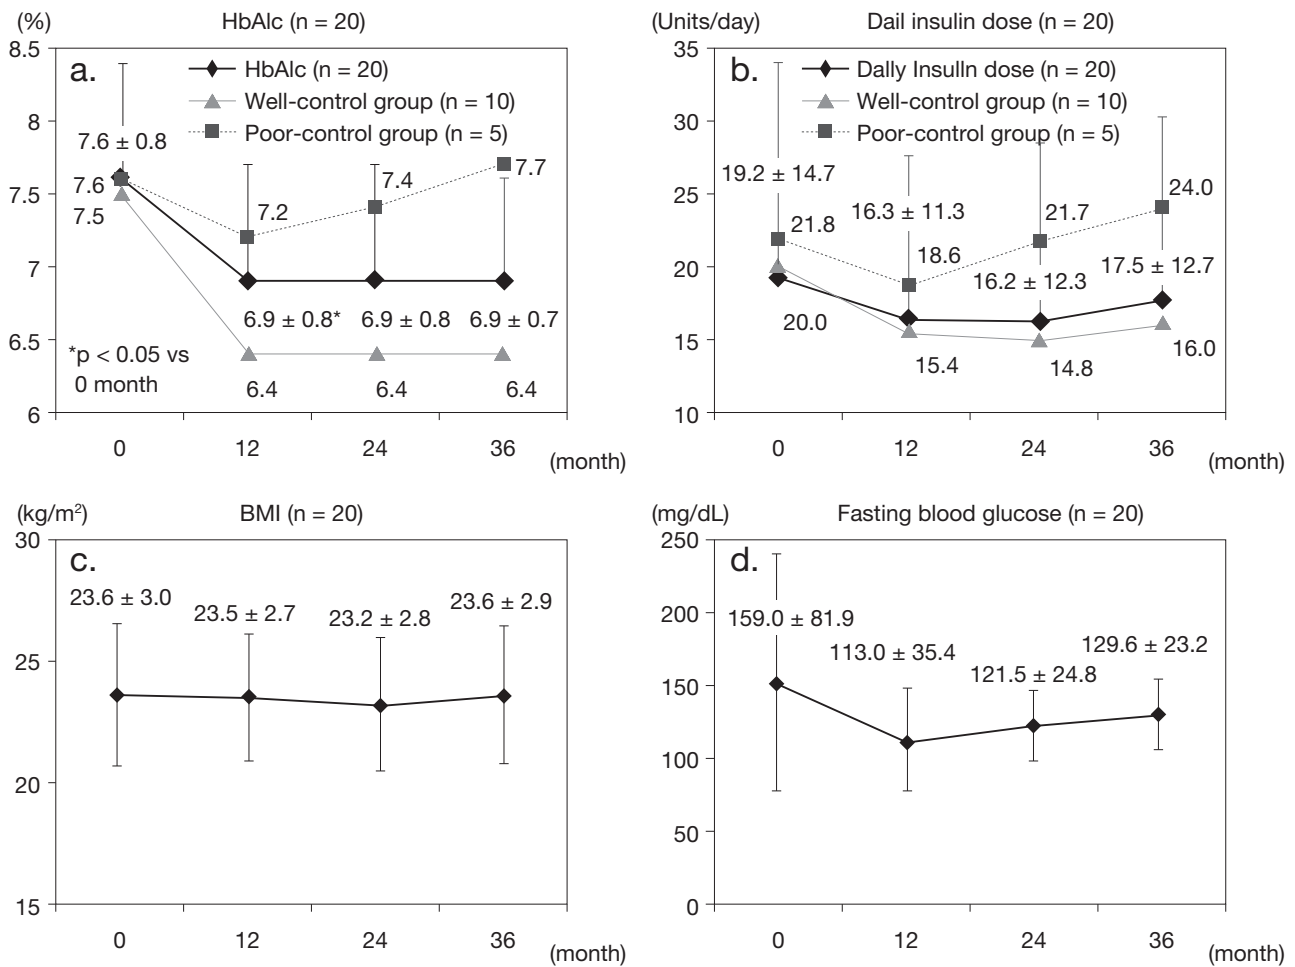 (%)
HbAlc (n = 20)
8.5
8
7.5
7
6.5
6
a.
HbAlc (n = 20)
Well-control group (n = 10)
Poor-control group (n = 5)
7.6 ± 0.8
7.6
7.5
7.2
7.4
7.7
6.9 ± 0.8*
6.9 ± 0.8
6.9 ± 0.7
*p < 0.05 vs
0 month
6.4
6.4
6.4
0
12
24
36
(month)
(Units/day)
Dail insulin dose (n = 20)
35
30
25
20
15
10
b.
Dally Insulln dose (n = 20)
Well-control group (n = 10)
Poor-control group (n = 5)
19.2 ± 14.7
16.3 ± 11.3
21.8
18.6
21.7
24.0
16.2 ± 12.3
17.5 ± 12.7
20.0
15.4
14.8
16.0
0
12
24
36
(month)
(kg/m²)
BMI (n = 20)
30
25
20
15
c.
23.6 ± 3.0
23.5 ± 2.7
23.2 ± 2.8
23.6 ± 2.9
0
12
24
36
(month)
(mg/dL)
Fasting blood glucose (n = 20)
250
200
150
100
50
0
d.
159.0 ± 81.9
113.0 ± 35.4
121.5 ± 24.8
129.6 ± 23.2
0
12
24
36
(month)